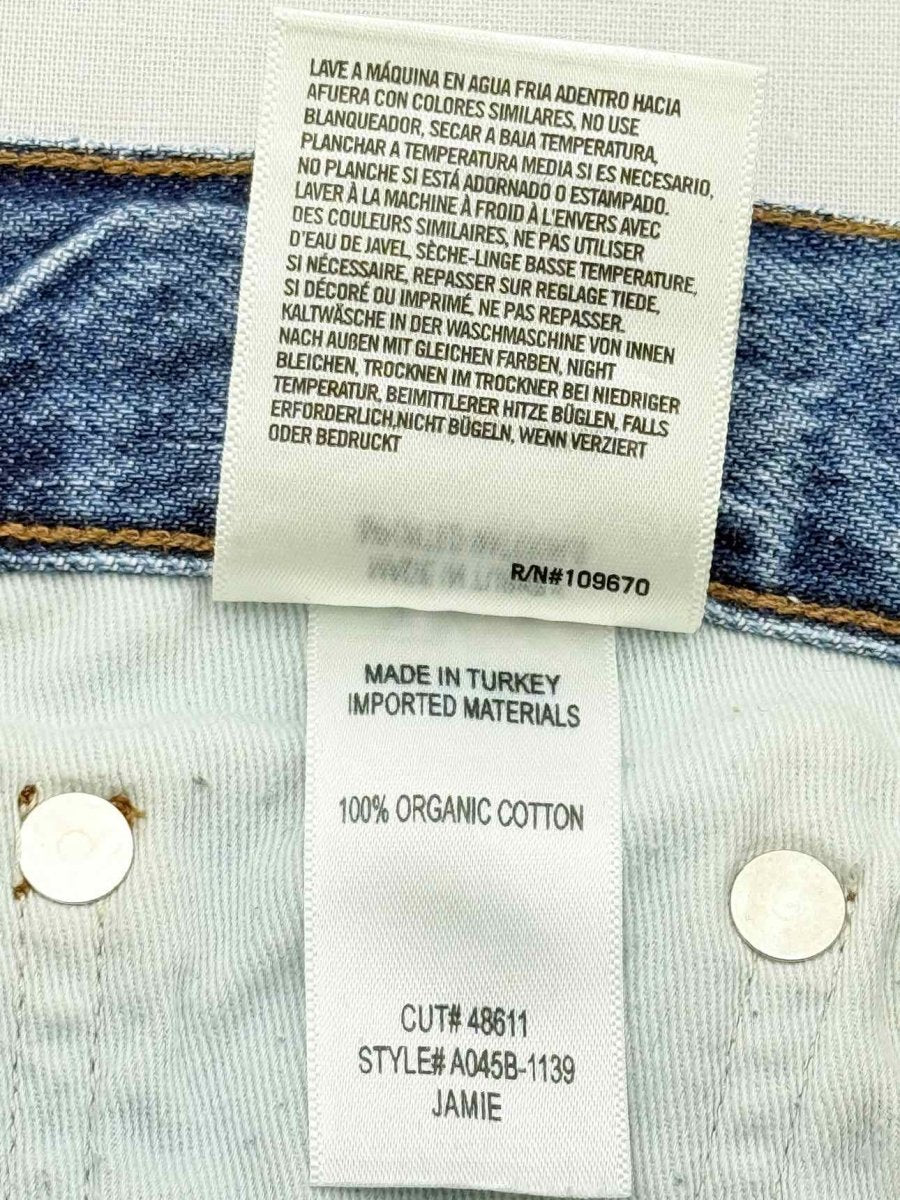 LAVE A MÁQUINA EN AGUA FRIA ADENTRO HACIA
AFUERA CON COLORES SIMILARES, NO USE
BLANQUEADOR, SECAR A BAJA TEMPERATURA,
PLANCHAR A TEMPERATURA MEDIA SI ES NECESARIO,
NO PLANCHE SI ESTÁ ADORNADO O ESTAMPADO.
LAVER À LA MACHINE À FROID À L'ENVERS AVEC
DES COULEURS SIMILAIRES, NE PAS UTILISER
D'EAU DE JAVEL, SÈCHE-LINGE BASSE TEMPERATURE,
SI NÉCESSAIRE, REPASSER SUR REGLAGE TIEDE,
SI DÉCORÉ OU IMPRIMÉ, NE PAS REPASSER.
KALTWÄSCHE IN DER WASCHMASCHINE VON INNEN
NACH AUßEN MIT GLEICHEN FARBEN, NIGHT
BLEICHEN, TROCKNEN IM TROCKNER BEI NIEDRIGER
TEMPERATUR, BEIMITTLERER HITZE BÜGLEN, FALLS
ERFORDERLICH,NICHT BÜGELN, WENN VERZIERT
ODER BEDRUCKT
R/N#109670
MADE IN TURKEY
IMPORTED MATERIALS
100% ORGANIC COTTON
CUT# 48611
STYLE# A045B-1139
JAMIE